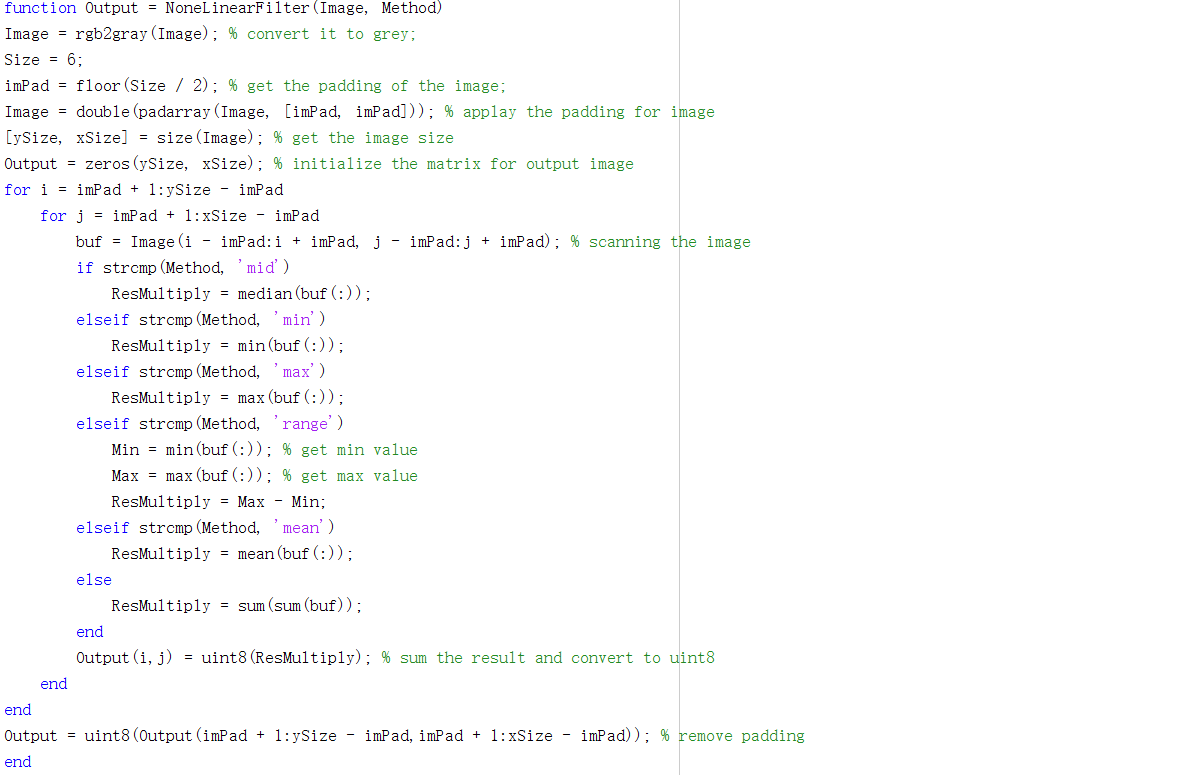 function Output = NoneLinearFilter(Image, Method)
Image = rgb2gray(Image); % convert it to grey;
Size = 6;
imPad = floor(Size / 2); % get the padding of the image;
Image = double(padarray(Image, [imPad, imPad])); % applay the padding for image
[ySize, xSize] = size(Image); % get the image size
Output = zeros(ySize, xSize); % initialize the matrix for output image
for i = imPad + 1:ySize - imPad
    for j = imPad + 1:xSize - imPad
        buf = Image(i - imPad:i + imPad, j - imPad:j + imPad); % scanning the image
        if strcmp(Method, 'mid')
            ResMultiply = median(buf(:));
        elseif strcmp(Method, 'min')
            ResMultiply = min(buf(:));
        elseif strcmp(Method, 'max')
            ResMultiply = max(buf(:));
        elseif strcmp(Method, 'range')
            Min = min(buf(:)); % get min value
            Max = max(buf(:)); % get max value
            ResMultiply = Max - Min;
        elseif strcmp(Method, 'mean')
            ResMultiply = mean(buf(:));
        else
            ResMultiply = sum(sum(buf));
        end
        Output(i,j) = uint8(ResMultiply); % sum the result and convert to uint8
    end
end
Output = uint8(Output(imPad + 1:ySize - imPad,imPad + 1:xSize - imPad)); % remove padding
end